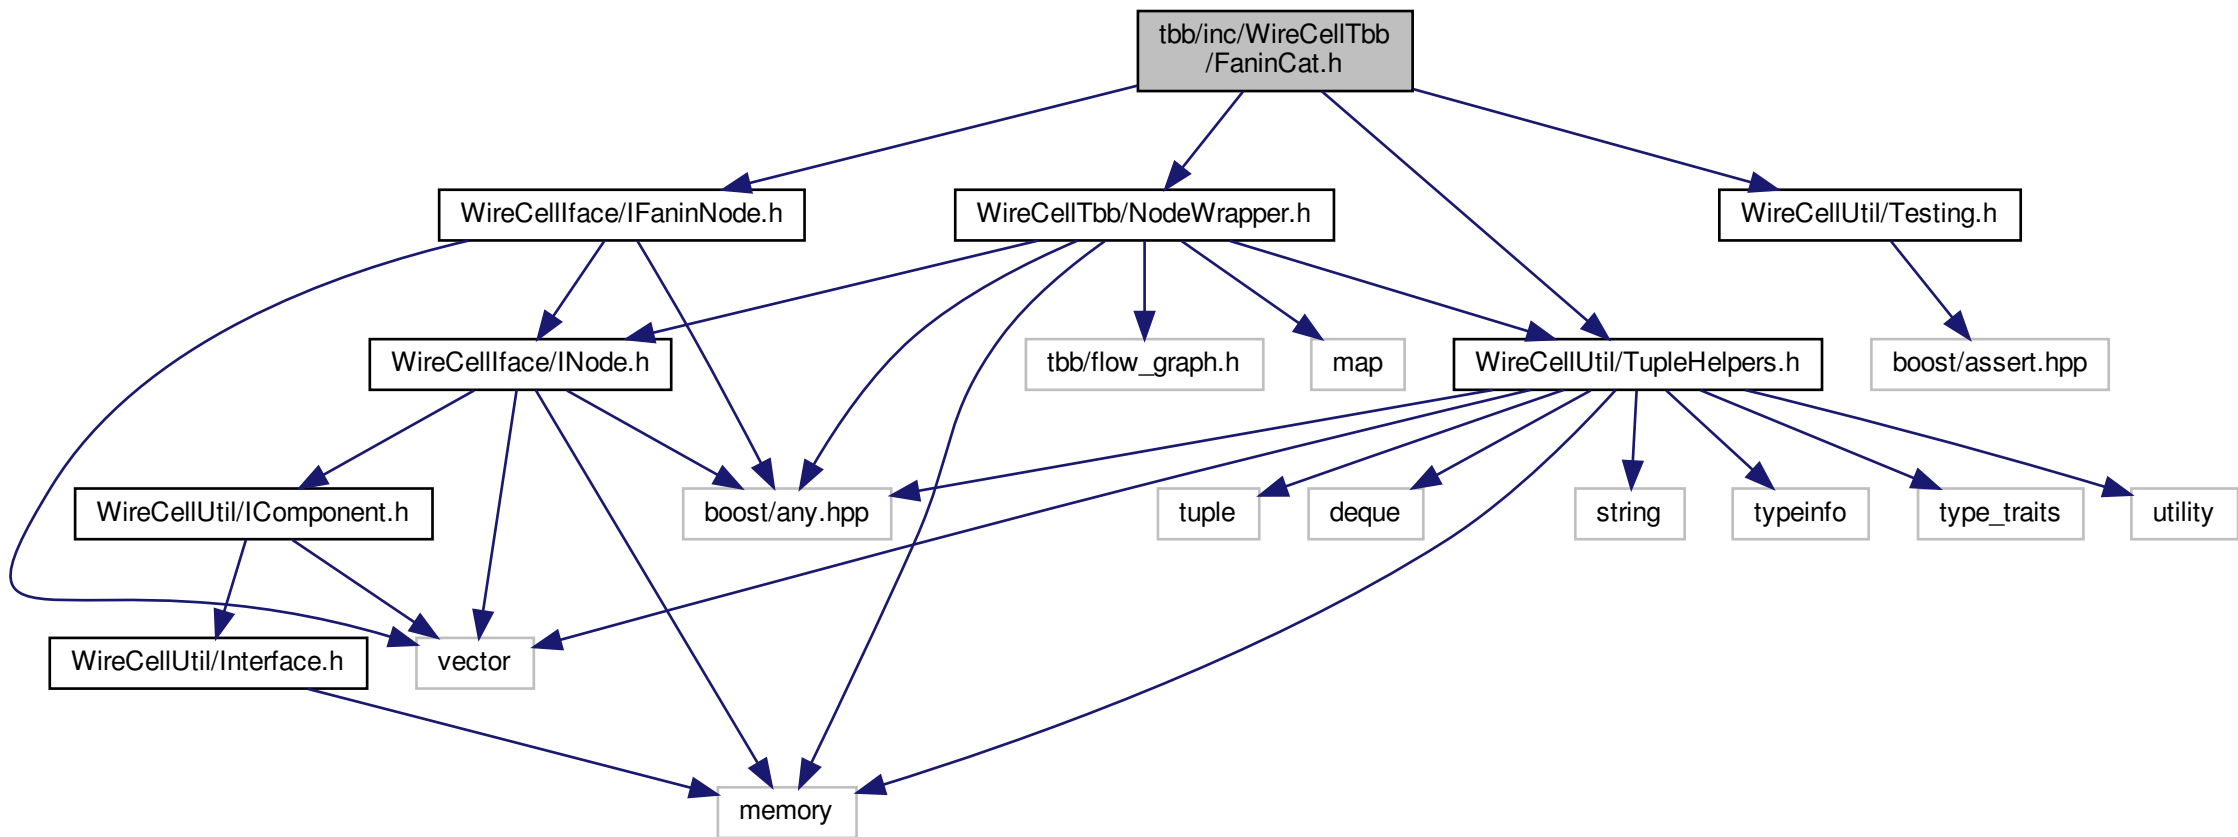 tbb/inc/WireCellTbb
/FaninCat.h
WireCellIface/IFaninNode.h
WireCellTbb/NodeWrapper.h
WireCellUtil/Testing.h
WireCellIface/INode.h
tbb/flow_graph.h
map
WireCellUtil/TupleHelpers.h
boost/assert.hpp
WireCellUtil/IComponent.h
boost/any.hpp
tuple
deque
string
typeinfo
type_traits
utility
WireCellUtil/Interface.h
vector
memory